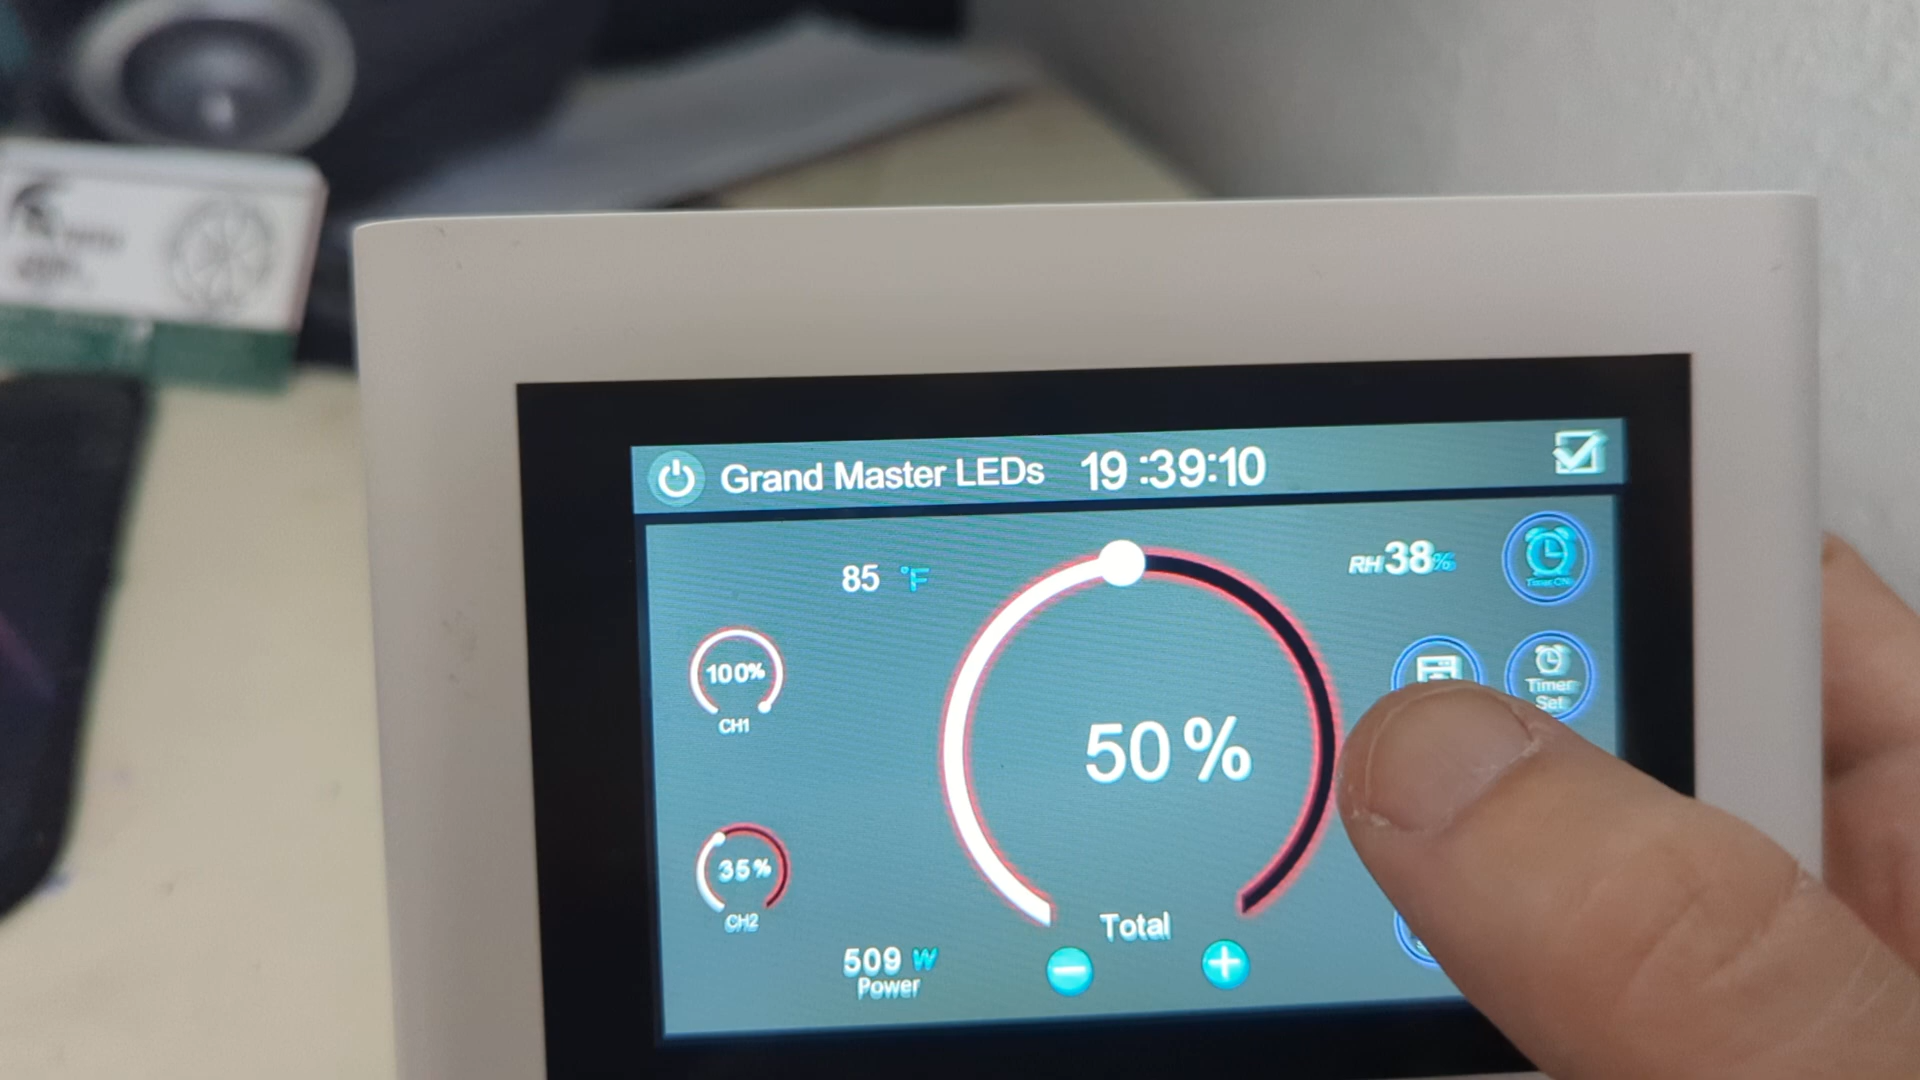 Grand Master LEDs 19:39:10
85 °F
RH38%
Timer ON
100%
CH1
Timer
Set
50%
35%
CH2
Total
509 W
Power